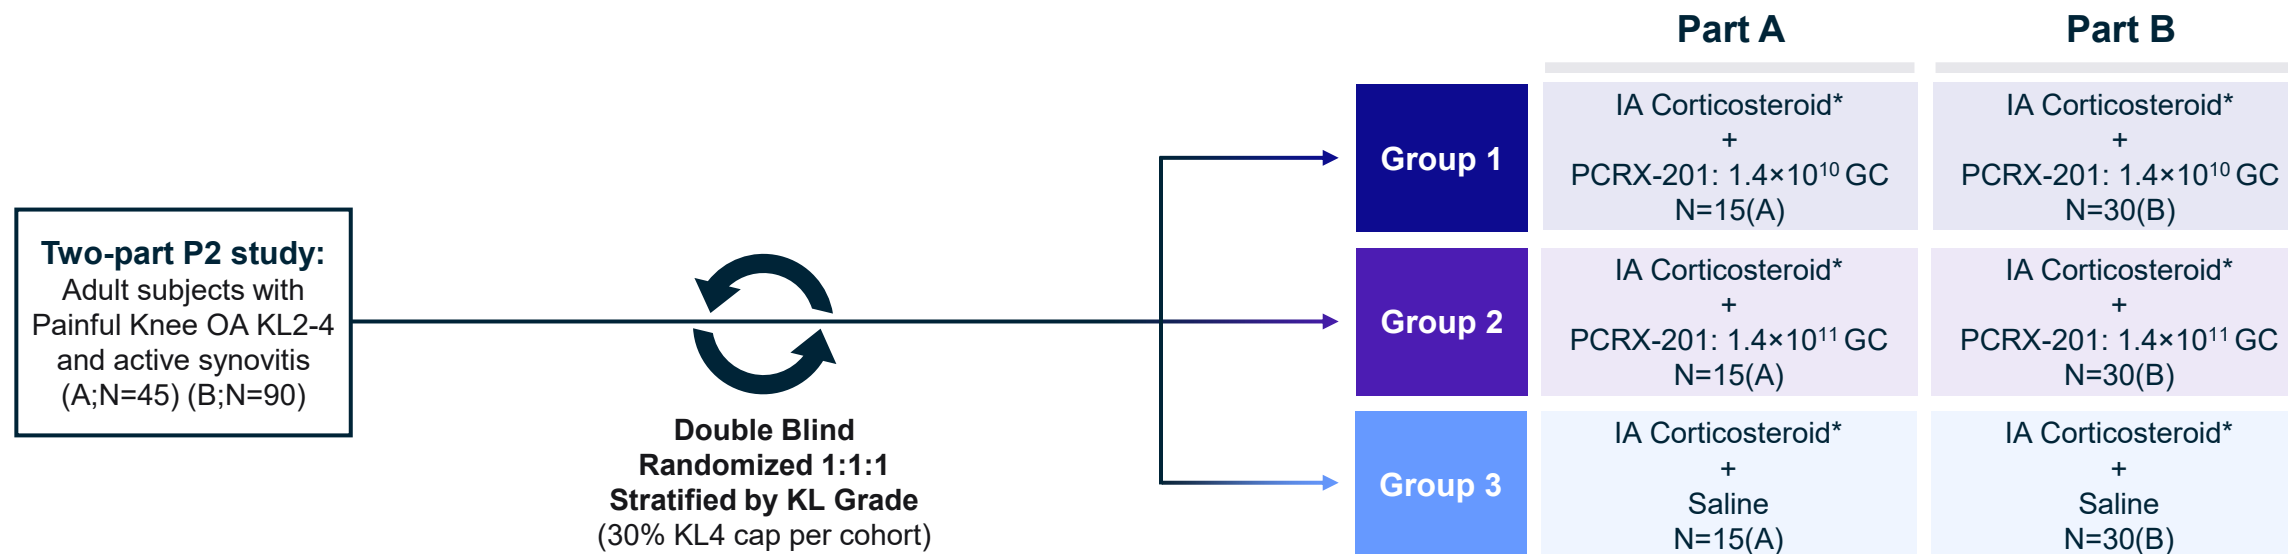 Two-part P2 study:
Adult subjects with
Painful Knee OA KL2-4
and active synovitis
(A;N=45) (B;N=90)
Double Blind
Randomized 1:1:1
Stratified by KL Grade
(30% KL4 cap per cohort)
Part A
Part B
Group 1
IA Corticosteroid*
+
PCRX-201: 1.4×10¹⁰ GC
N=15(A)
IA Corticosteroid*
+
PCRX-201: 1.4×10¹⁰ GC
N=30(B)
Group 2
IA Corticosteroid*
+
PCRX-201: 1.4×10¹¹ GC
N=15(A)
IA Corticosteroid*
+
PCRX-201: 1.4×10¹¹ GC
N=30(B)
Group 3
IA Corticosteroid*
+
Saline
N=15(A)
IA Corticosteroid*
+
Saline
N=30(B)